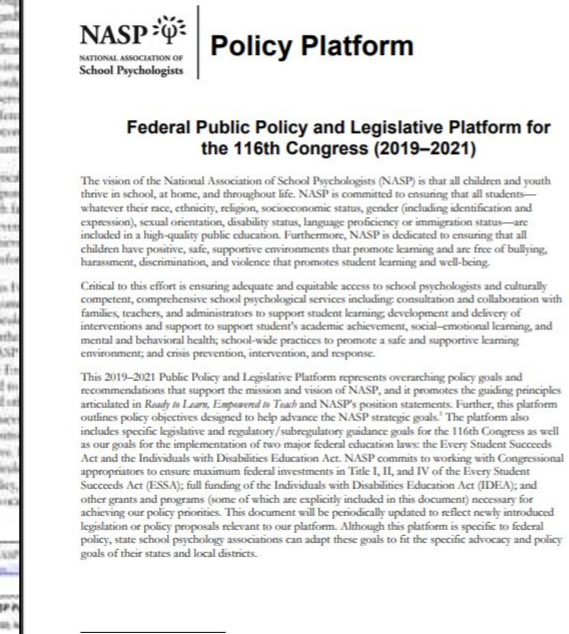 NASP
NATIONAL ASSOCIATION OF
School Psychologists
Policy Platform
Federal Public Policy and Legislative Platform for
the 116th Congress (2019–2021)
The vision of the National Association of School Psychologists (NASP) is that all children and youth
thrive in school, at home, and throughout life. NASP is committed to ensuring that all students—
whatever their race, ethnicity, religion, socioeconomic status, gender (including identification and
expression), sexual orientation, disability status, language proficiency or immigration status—are
included in a high-quality public education. Furthermore, NASP is dedicated to ensuring that all
children have positive, safe, supportive environments that promote learning and are free of bullying,
harassment, discrimination, and violence that promotes student learning and well-being.
Critical to this effort is ensuring adequate and equitable access to school psychologists and culturally
competent, comprehensive school psychological services including: consultation and collaboration with
families, teachers, and administrators to support student learning; development and delivery of
interventions and support to support student's academic achievement, social–emotional learning, and
mental and behavioral health; school-wide practices to promote a safe and supportive learning
environment; and crisis prevention, intervention, and response.
This 2019–2021 Public Policy and Legislative Platform represents overarching policy goals and
recommendations that support the mission and vision of NASP, and it promotes the guiding principles
articulated in Ready to Learn, Empowered to Teach and NASP's position statements. Further, this platform
outlines policy objectives designed to help advance the NASP strategic goals.¹ The platform also
includes specific legislative and regulatory/subregulatory guidance goals for the 116th Congress as well
as our goals for the implementation of two major federal education laws: the Every Student Succeeds
Act and the Individuals with Disabilities Education Act. NASP commits to working with Congressional
appropriators to ensure maximum federal investments in Title I, II, and IV of the Every Student
Succeeds Act (ESSA); full funding of the Individuals with Disabilities Education Act (IDEA); and
other grants and programs (some of which are explicitly included in this document) necessary for
achieving our policy priorities. This document will be periodically updated to reflect newly introduced
legislation or policy proposals relevant to our platform. Although this platform is specific to federal
policy, state school psychology associations can adapt these goals to fit the specific advocacy and policy
goals of their states and local districts.